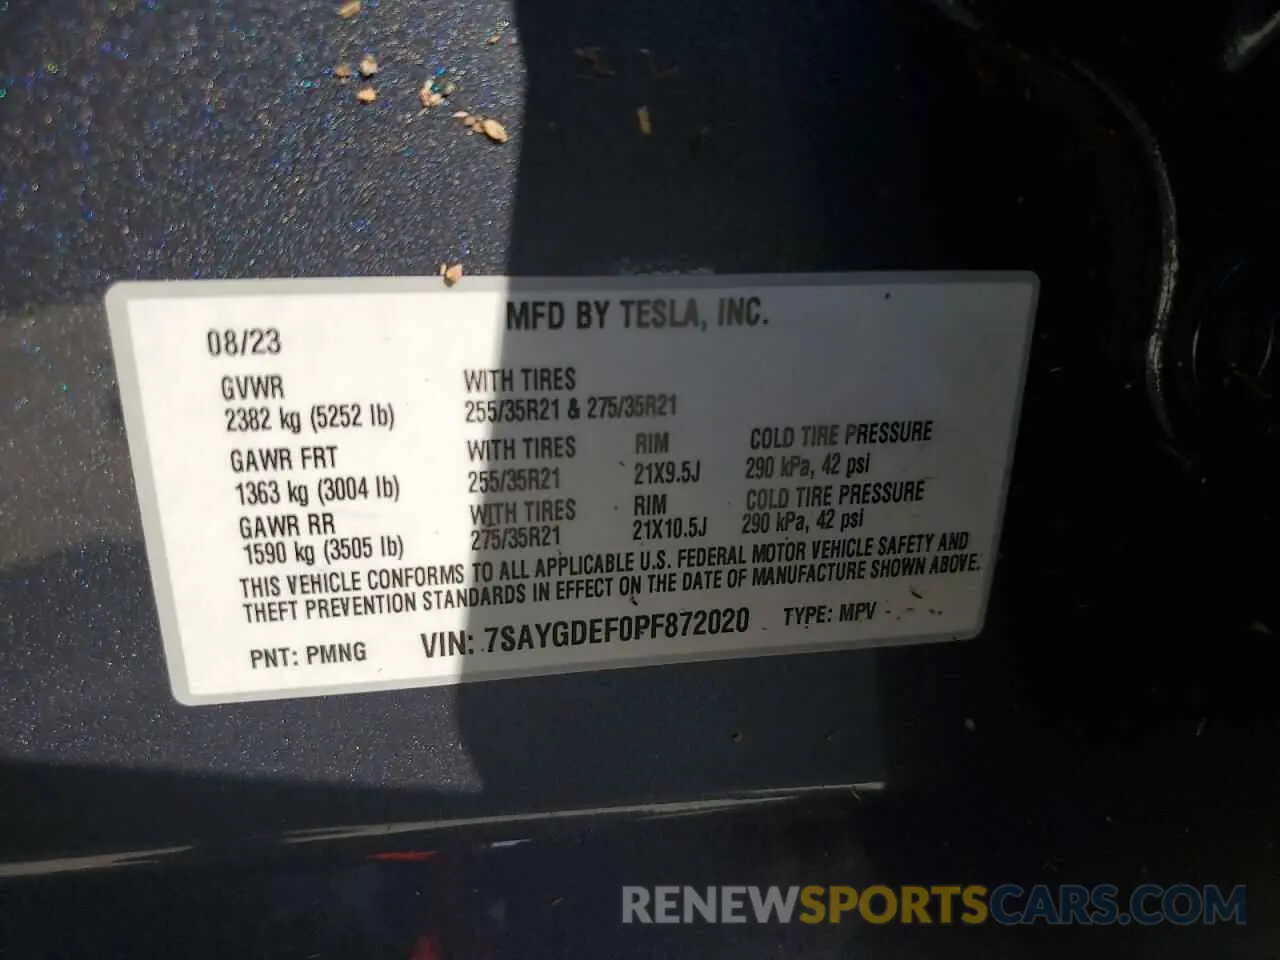 MFD BY TESLA, INC.
08/23
GVWR
2382 kg (5252 lb)
WITH TIRES
255/35R21 & 275/35R21
GAWR FRT
1363 kg (3004 lb)
WITH TIRES
255/35R21
RIM
21X9.5J
COLD TIRE PRESSURE
290 kPa, 42 psi
GAWR RR
1590 kg (3505 lb)
WITH TIRES
275/35R21
RIM
21X10.5J
COLD TIRE PRESSURE
290 kPa, 42 psi
THIS VEHICLE CONFORMS TO ALL APPLICABLE U.S. FEDERAL MOTOR VEHICLE SAFETY AND
THEFT PREVENTION STANDARDS IN EFFECT ON THE DATE OF MANUFACTURE SHOWN ABOVE.
PNT: PMNG
VIN: 7SAYGDEF0PF872020
TYPE: MPV
RENEWSPORTSCARS.COM